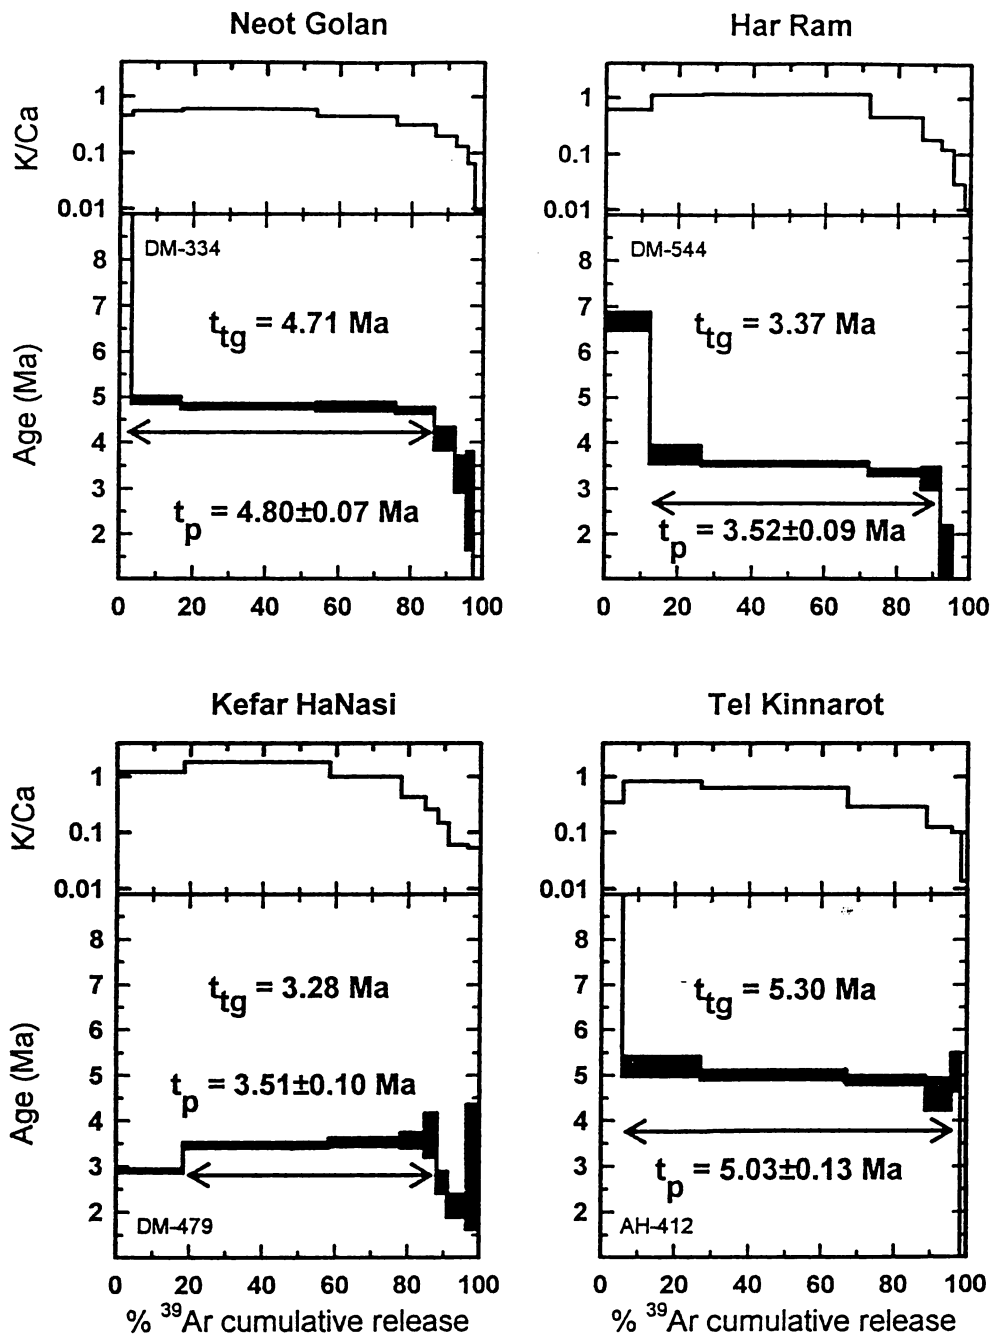 Neot Golan
Har Ram
K/Ca
1
0.1
0.01
1
0.1
0.01
Age (Ma)
8
7
6
5
4
3
2
DM-334
t_tg = 4.71 Ma
t_p = 4.80±0.07 Ma
0 20 40 60 80 100
8
7
6
5
4
3
2
DM-544
t_tg = 3.37 Ma
t_p = 3.52±0.09 Ma
0 20 40 60 80 100
Kefar HaNasi
Tel Kinnarot
K/Ca
1
0.1
0.01
1
0.1
0.01
Age (Ma)
8
7
6
5
4
3
2
t_tg = 3.28 Ma
t_p = 3.51±0.10 Ma
DM-479
0 20 40 60 80 100
% ³⁹Ar cumulative release
8
7
6
5
4
3
2
t_tg = 5.30 Ma
t_p = 5.03±0.13 Ma
AH-412
0 20 40 60 80 100
% ³⁹Ar cumulative release